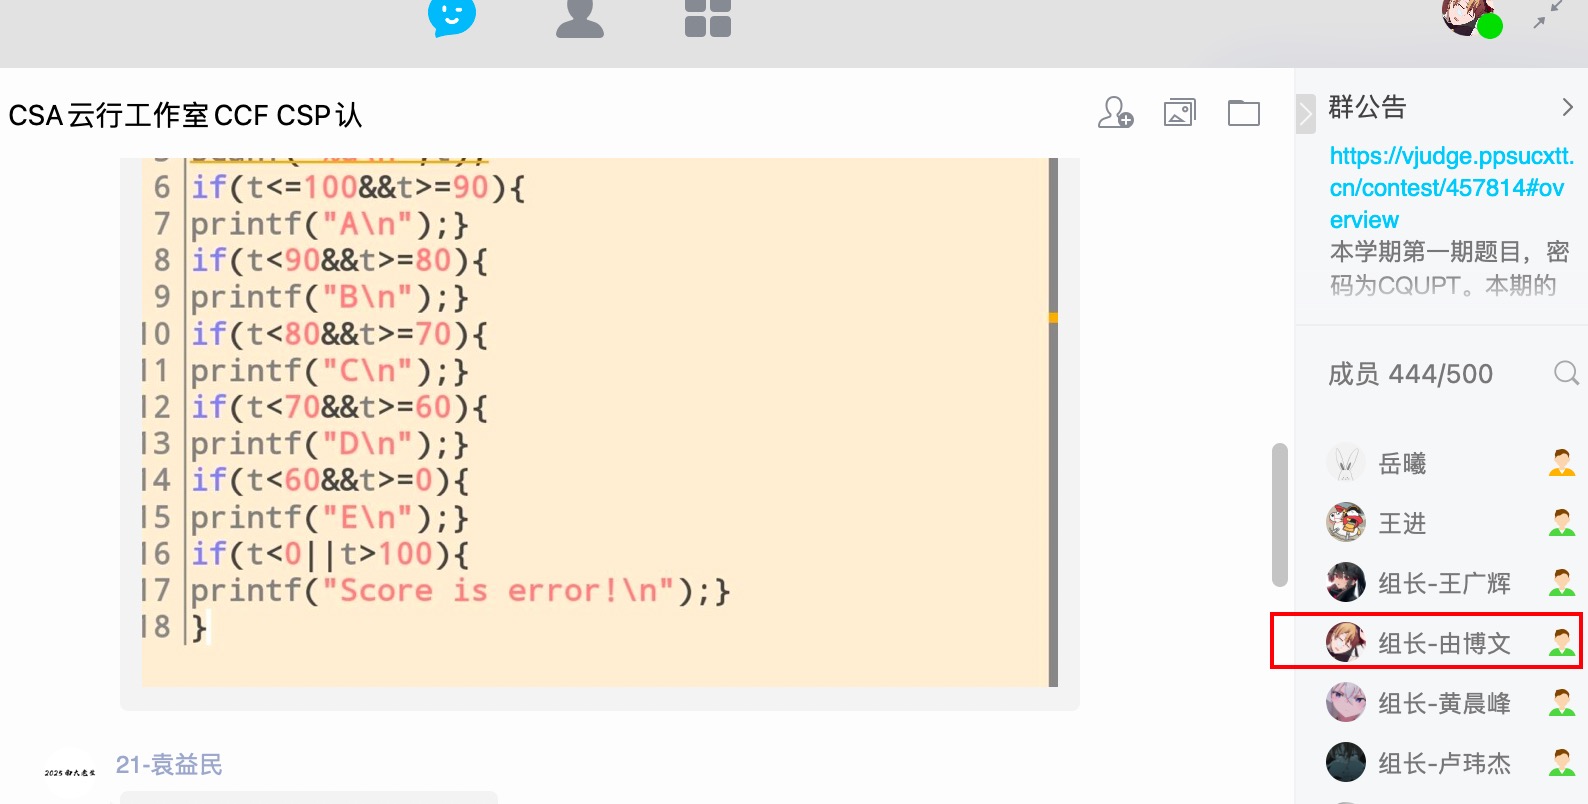 CSA云行工作室CCF CSP认
6 if(t<=100&&t>=90){
7 printf("A\n");}
8 if(t<90&&t>=80){
9 printf("B\n");}
10 if(t<80&&t>=70){
11 printf("C\n");}
12 if(t<70&&t>=60){
13 printf("D\n");}
14 if(t<60&&t>=0){
15 printf("E\n");}
16 if(t<0||t>100){
17 printf("Score is error!\n");}
18 }
21-袁益民
群公告
https://vjudge.ppsucxtt.
cn/contest/457814#ov
erview
本学期第一期题目，密
码为CQUPT。本期的
成员 444/500
岳曦
王进
组长-王广辉
组长-由博文
组长-黄晨峰
组长-卢玮杰